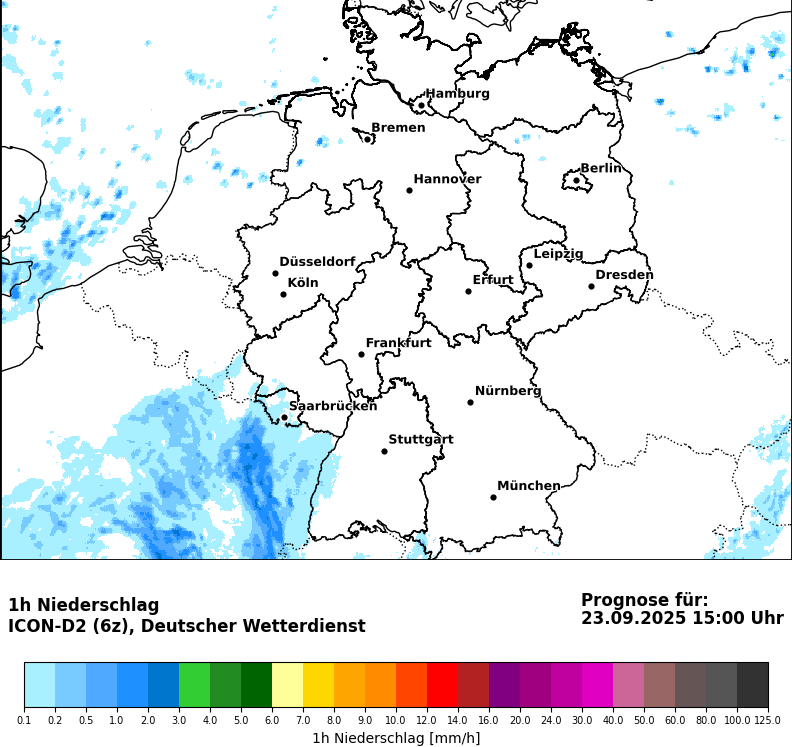 Hamburg
Bremen
Berlin
Hannover
Leipzig
Düsseldorf
Dresden
Köln
Erfurt
Frankfurt
Nürnberg
Saarbrücken
Stuttgart
München
1h Niederschlag
ICON-D2 (6z), Deutscher Wetterdienst
Prognose für:
23.09.2025 15:00 Uhr
0.1 0.2 0.5 1.0 2.0 3.0 4.0 5.0 6.0 7.0 8.0 9.0 10.0 12.0 14.0 16.0 20.0 24.0 30.0 40.0 50.0 60.0 80.0 100.0 125.0
1h Niederschlag [mm/h]